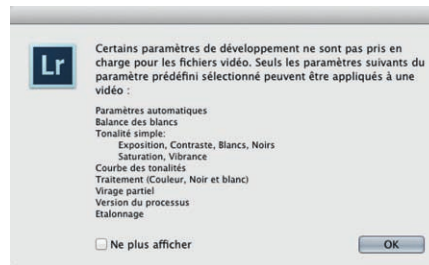 Lr
Certains paramètres de développement ne sont pas pris en
charge pour les fichiers vidéo. Seuls les paramètres suivants du
paramètre prédéfini sélectionné peuvent être appliqués à une
vidéo :
Paramètres automatiques
Balance des blancs
Tonalité simple:
Exposition, Contraste, Blancs, Noirs
Saturation, Vibrance
Courbe des tonalités
Traitement (Couleur, Noir et blanc)
Virage partiel
Version du processus
Etalonnage
Ne plus afficher
OK